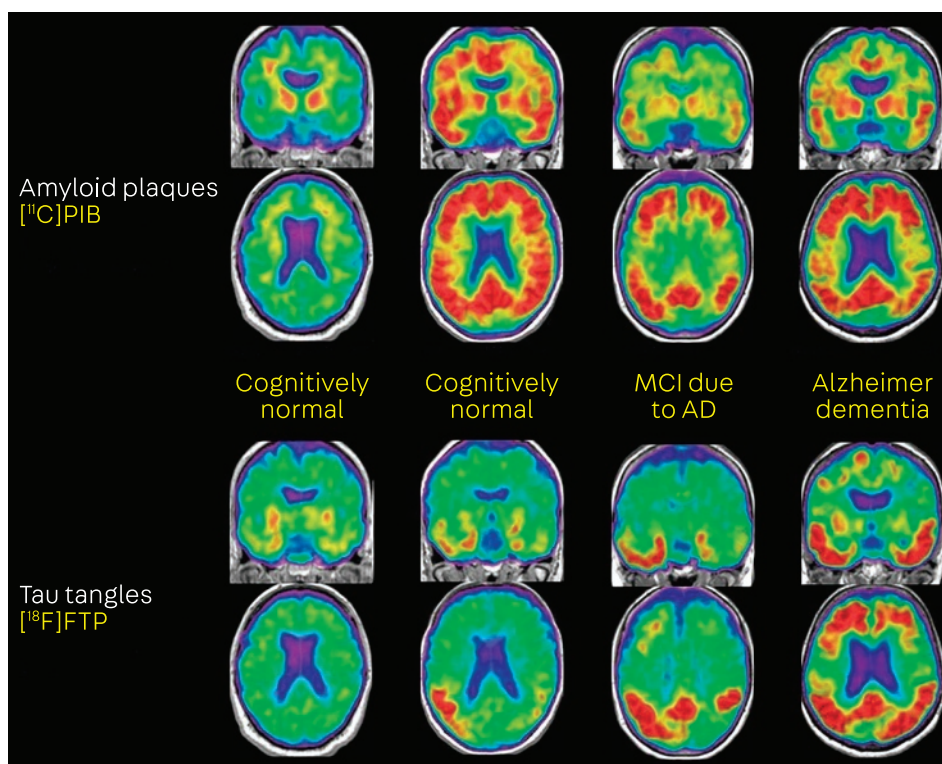 Amyloid plaques
[¹¹C]PIB
Cognitively
normal
Cognitively
normal
MCI due
to AD
Alzheimer
dementia
Tau tangles
[¹⁸F]FTP